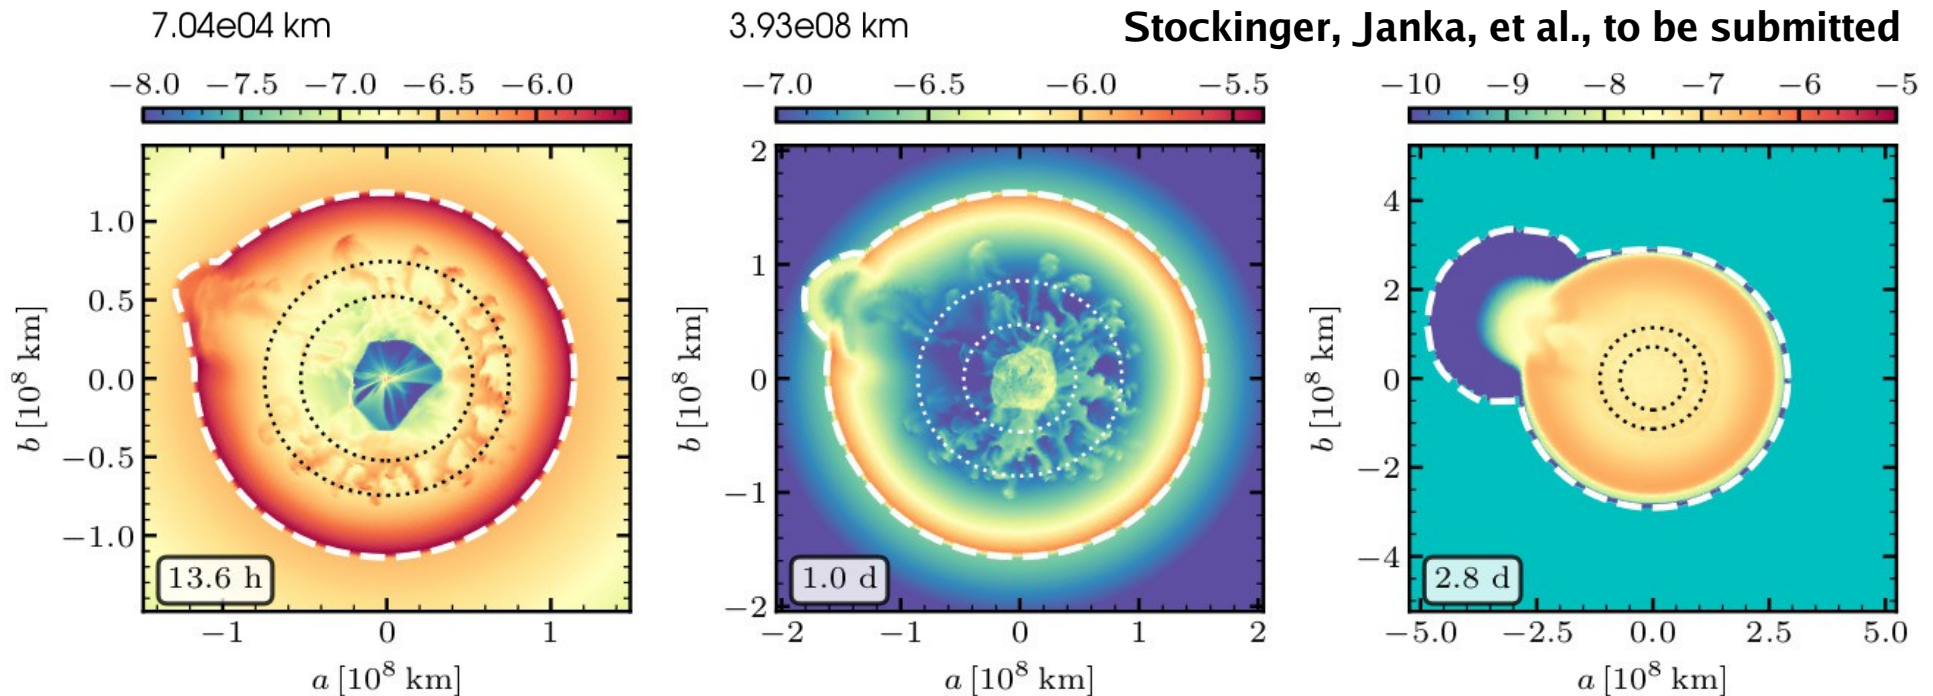 7.04e04 km
3.93e08 km
Stockinger, Janka, et al., to be submitted
−8.0 −7.5 −7.0 −6.5 −6.0
−7.0 −6.5 −6.0 −5.5
−10 −9 −8 −7 −6 −5
b [10⁸ km]
1.0
0.5
0.0
−0.5
−1.0
13.6 h
−1 0 1
a [10⁸ km]
b [10⁸ km]
2
1
0
−1
−2
1.0 d
−2 −1 0 1 2
a [10⁸ km]
b [10⁸ km]
4
2
0
−2
−4
2.8 d
−5.0 −2.5 0.0 2.5 5.0
a [10⁸ km]